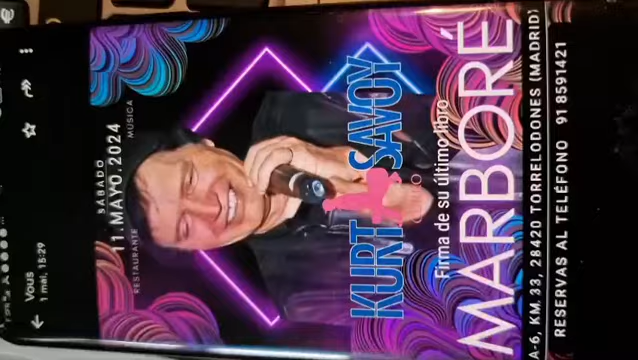 Vous
1 mai, 15:29
SÁBADO
11.MAYO.2024
RESTAURANTE
MUSICA
KURT SAVOY
Firma de su último libro
MARBORÉ
A-6, KM. 33, 28420 TORRELODONES (MADRID)
RESERVAS AL TELÉFONO 91 8591421